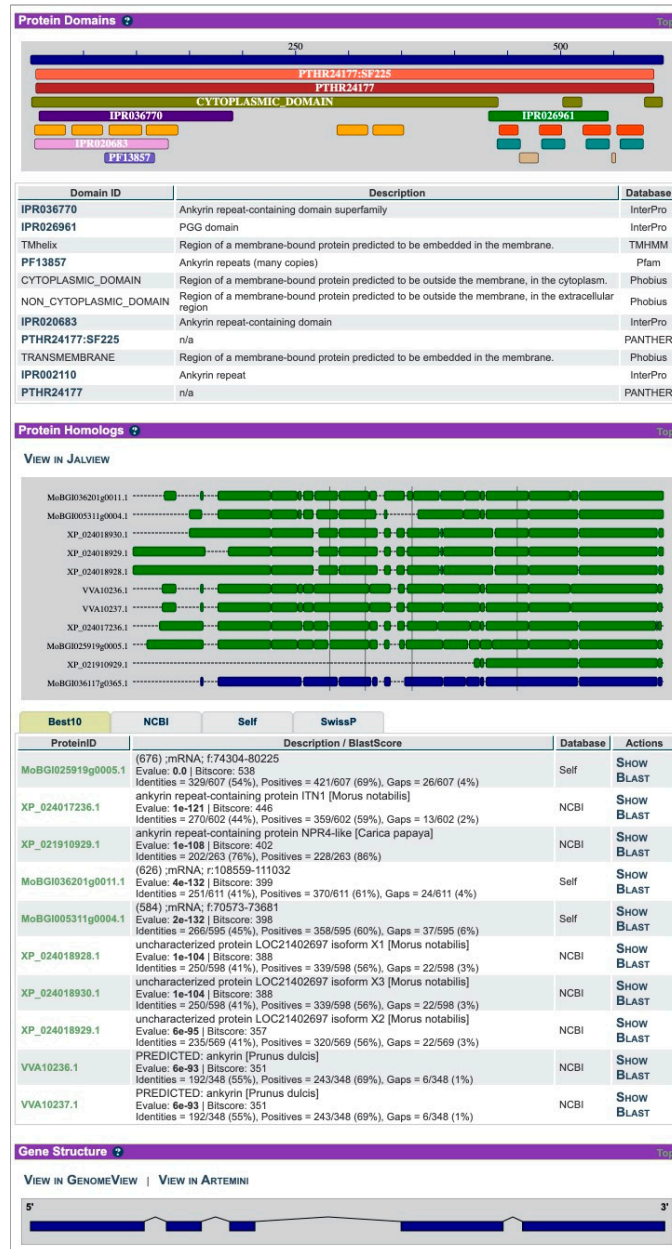 Protein Domains ? Top
250 500
PTHR24177:SF225
PTHR24177
CYTOPLASMIC_DOMAIN
IPR036770 IPR026961
IPR020683
PF13857
Domain ID Description Database
IPR036770 Ankyrin repeat-containing domain superfamily InterPro
IPR026961 PGG domain InterPro
TMhelix Region of a membrane-bound protein predicted to be embedded in the membrane. TMHMM
PF13857 Ankyrin repeats (many copies) Pfam
CYTOPLASMIC_DOMAIN Region of a membrane-bound protein predicted to be outside the membrane, in the cytoplasm. Phobius
NON_CYTOPLASMIC_DOMAIN Region of a membrane-bound protein predicted to be outside the membrane, in the extracellular Phobius
region
IPR020683 Ankyrin repeat-containing domain InterPro
PTHR24177:SF225 n/a PANTHER
TRANSMEMBRANE Region of a membrane-bound protein predicted to be embedded in the membrane. Phobius
IPR002110 Ankyrin repeat InterPro
PTHR24177 n/a PANTHER
Protein Homologs ? Top
VIEW IN JALVIEW
MoBGI036201g0011.1
MoBGI005311g0004.1
XP_024018930.1
XP_024018929.1
XP_024018928.1
VVA10236.1
VVA10237.1
XP_024017236.1
MoBGI025919g0005.1
XP_021910929.1
MoBGI036117g0365.1
Best10 NCBI Self SwissP
ProteinID Description / BlastScore Database Actions
MoBGI025919g0005.1 (676) ;mRNA; f:74304-80225 Self SHOW
Evalue: 0.0 | Bitscore: 538 BLAST
Identities = 329/607 (54%), Positives = 421/607 (69%), Gaps = 26/607 (4%)
XP_024017236.1 ankyrin repeat-containing protein ITN1 [Morus notabilis] NCBI SHOW
Evalue: 1e-121 | Bitscore: 446 BLAST
Identities = 270/602 (44%), Positives = 359/602 (59%), Gaps = 13/602 (2%)
XP_021910929.1 ankyrin repeat-containing protein NPR4-like [Carica papaya] NCBI SHOW
Evalue: 1e-108 | Bitscore: 402 BLAST
Identities = 202/263 (76%), Positives = 228/263 (86%)
MoBGI036201g0011.1 (626) ;mRNA; r:108559-111032 Self SHOW
Evalue: 4e-132 | Bitscore: 399 BLAST
Identities = 251/611 (41%), Positives = 370/611 (61%), Gaps = 24/611 (4%)
MoBGI005311g0004.1 (584) ;mRNA; f:70573-73681 Self SHOW
Evalue: 2e-132 | Bitscore: 398 BLAST
Identities = 266/595 (45%), Positives = 358/595 (60%), Gaps = 37/595 (6%)
XP_024018928.1 uncharacterized protein LOC21402697 isoform X1 [Morus notabilis] NCBI SHOW
Evalue: 1e-104 | Bitscore: 388 BLAST
Identities = 250/598 (41%), Positives = 339/598 (56%), Gaps = 22/598 (3%)
XP_024018930.1 uncharacterized protein LOC21402697 isoform X3 [Morus notabilis] NCBI SHOW
Evalue: 1e-104 | Bitscore: 388 BLAST
Identities = 250/598 (41%), Positives = 339/598 (56%), Gaps = 22/598 (3%)
XP_024018929.1 uncharacterized protein LOC21402697 isoform X2 [Morus notabilis] NCBI SHOW
Evalue: 6e-95 | Bitscore: 357 BLAST
Identities = 235/569 (41%), Positives = 320/569 (56%), Gaps = 22/569 (3%)
VVA10236.1 PREDICTED: ankyrin [Prunus dulcis] NCBI SHOW
Evalue: 6e-93 | Bitscore: 351 BLAST
Identities = 192/348 (55%), Positives = 243/348 (69%), Gaps = 6/348 (1%)
VVA10237.1 PREDICTED: ankyrin [Prunus dulcis] NCBI SHOW
Evalue: 6e-93 | Bitscore: 351 BLAST
Identities = 192/348 (55%), Positives = 243/348 (69%), Gaps = 6/348 (1%)
Gene Structure ? Top
VIEW IN GENOMEVIEW | VIEW IN ARTEMINI
5' 3'